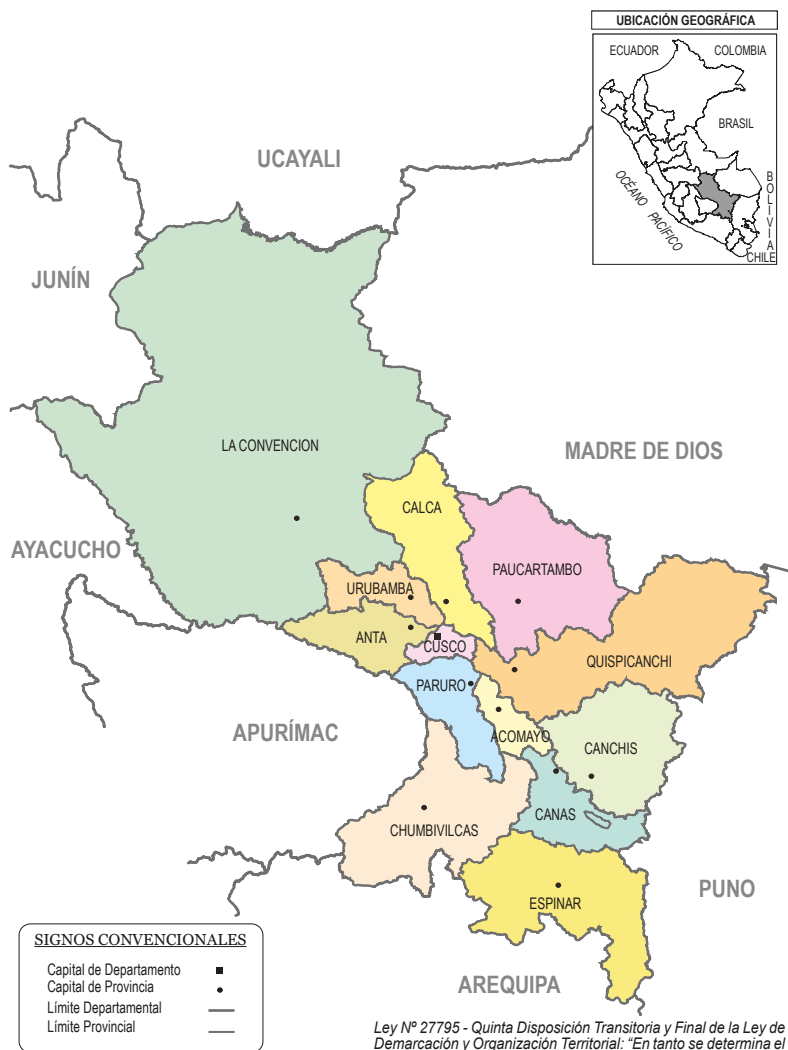 UBICACIÓN GEOGRÁFICA
ECUADOR
COLOMBIA
BRASIL
OCÉANO PACÍFICO
BOLIVIA
CHILE
UCAYALI
JUNÍN
LA CONVENCION
MADRE DE DIOS
CALCA
AYACUCHO
PAUCARTAMBO
URUBAMBA
ANTA
CUSCO
QUISPICANCHI
PARURO
APURÍMAC
ACOMAYO
CANCHIS
CANAS
CHUMBIVILCAS
PUNO
ESPINAR
AREQUIPA
SIGNOS CONVENCIONALES
Capital de Departamento
Capital de Provincia
Límite Departamental
Límite Provincial
Ley Nº 27795 - Quinta Disposición Transitoria y Final de la Ley de
Demarcación y Organización Territorial: “En tanto se determina el